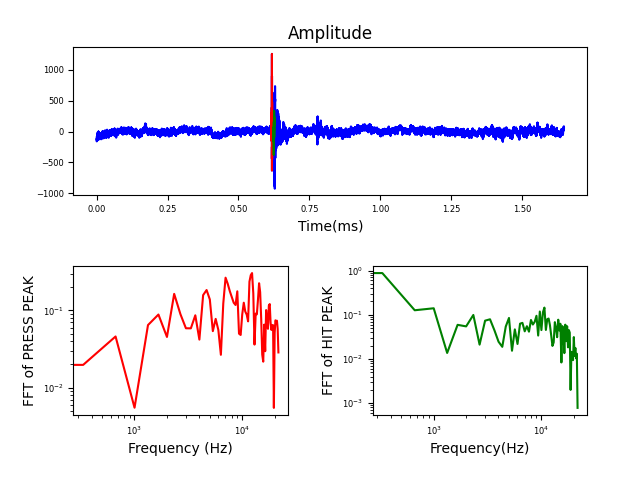 Amplitude
1000
500
0
−500
−1000
0.00 0.25 0.50 0.75 1.00 1.25 1.50
Time(ms)
FFT of PRESS PEAK
10⁻¹
10⁻²
10³ 10⁴
Frequency (Hz)
FFT of HIT PEAK
10⁰
10⁻¹
10⁻²
10⁻³
10³ 10⁴
Frequency(Hz)